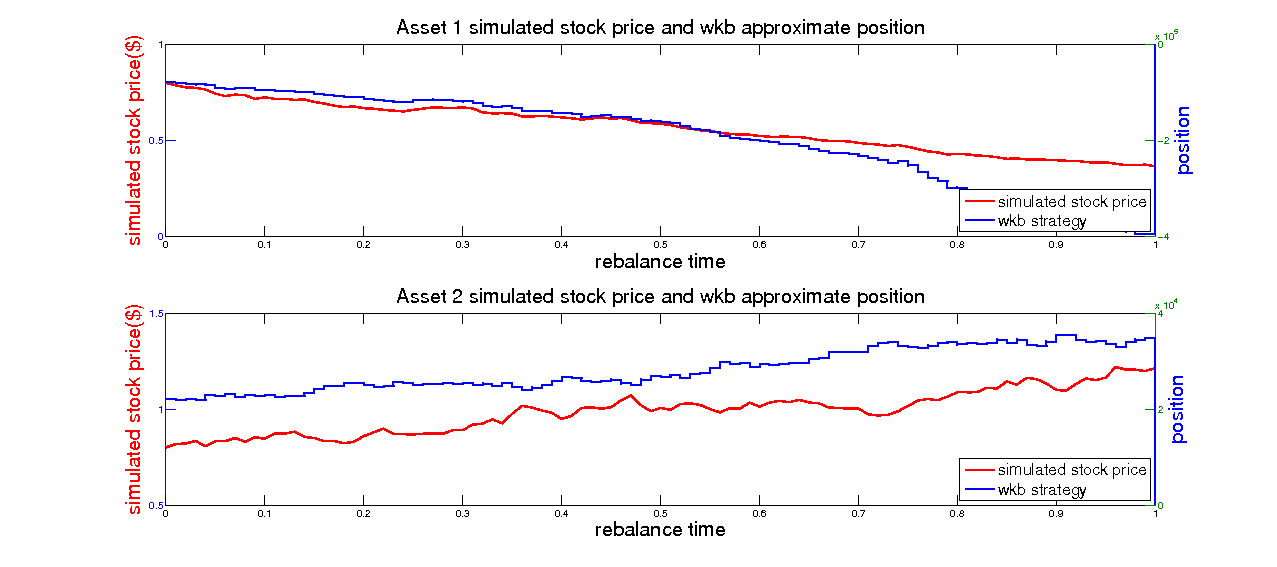 Asset 1 simulated stock price and wkb approximate position
x 10^5
simulated stock price($)
1
0.5
0
0
-2
-4
position
simulated stock price
wkb strategy
0 0.1 0.2 0.3 0.4 0.5 0.6 0.7 0.8 0.9 1
rebalance time
Asset 2 simulated stock price and wkb approximate position
x 10^4
simulated stock price($)
1.5
1
0.5
4
2
0
position
simulated stock price
wkb strategy
0 0.1 0.2 0.3 0.4 0.5 0.6 0.7 0.8 0.9 1
rebalance time